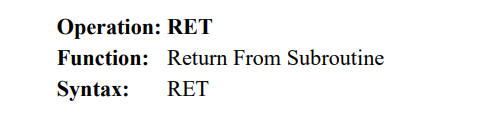 Operation: RET
Function: Return From Subroutine
Syntax: RET